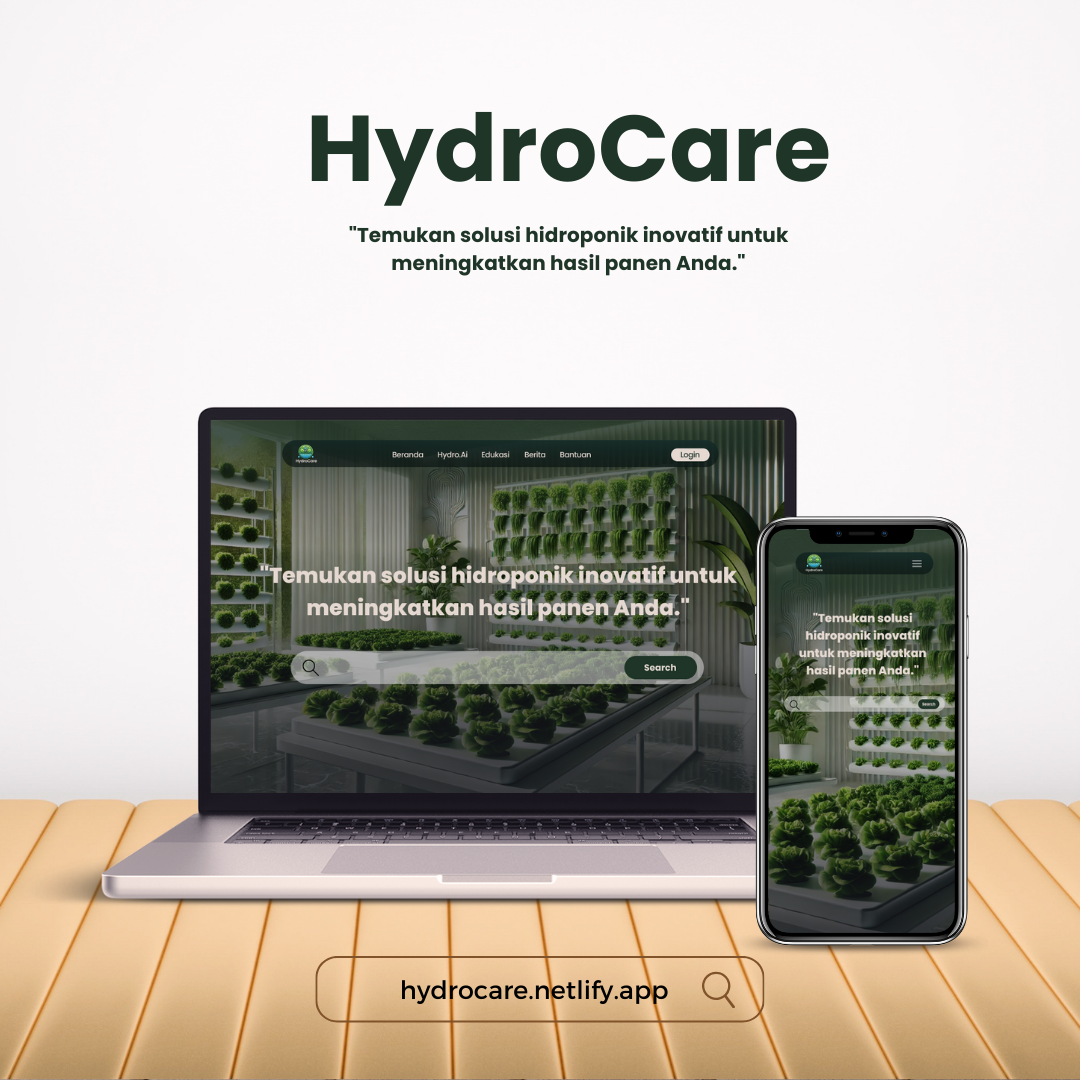 HydroCare
"Temukan solusi hidroponik inovatif untuk
meningkatkan hasil panen Anda."
HydroCare
Beranda Hydro.Ai Edukasi Berita Bantuan
Login
"Temukan solusi hidroponik inovatif untuk
meningkatkan hasil panen Anda."
Search
HydroCare
"Temukan solusi
hidroponik inovatif
untuk meningkatkan
hasil panen Anda."
Search
hydrocare.netlify.app